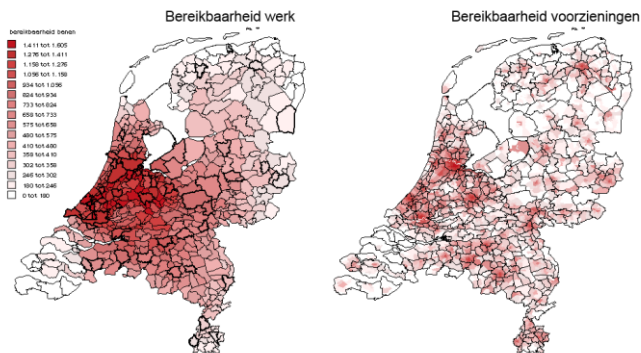 Bereikbaarheid werk
Bereikbaarheid voorzieningen
bereikbaarheid banen
1.411 tot 1.605
1.276 tot 1.411
1.158 tot 1.276
1.056 tot 1.158
934 tot 1.056
824 tot 934
733 tot 824
658 tot 733
575 tot 658
480 tot 575
410 tot 480
358 tot 410
302 tot 358
246 tot 302
180 tot 246
0 tot 180